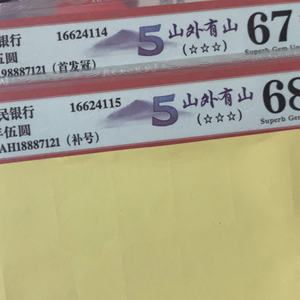 银行 16624114 5 山外有山 67
伍圆 (☆☆☆) Superb Gem Un
98887121 (首发冠)
民银行 16624115 5 山外有山 68
伍圆 (☆☆☆) Superb Gem
AH18887121 (补号)